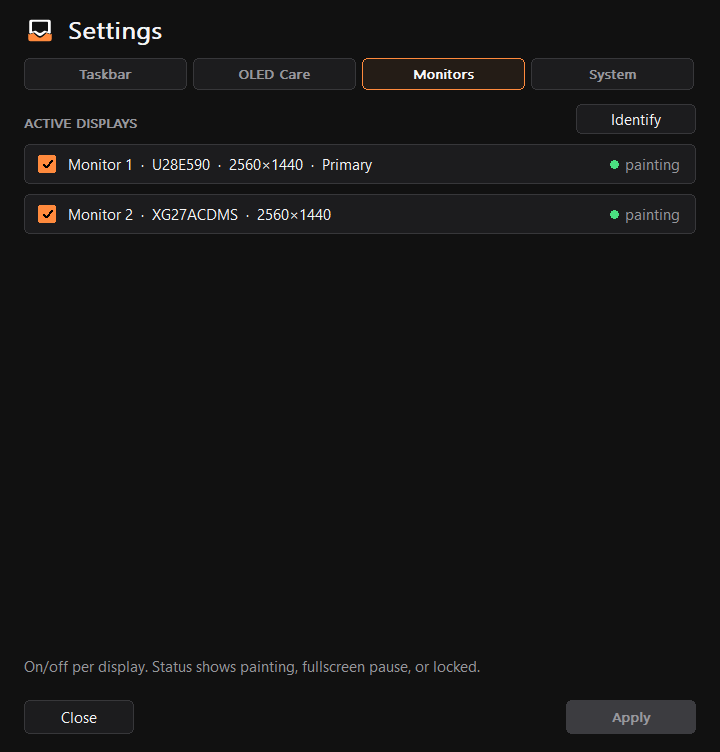 Settings
Taskbar
OLED Care
Monitors
System
ACTIVE DISPLAYS
Identify
Monitor 1 · U28E590 · 2560×1440 · Primary
painting
Monitor 2 · XG27ACDMS · 2560×1440
painting
On/off per display. Status shows painting, fullscreen pause, or locked.
Close
Apply